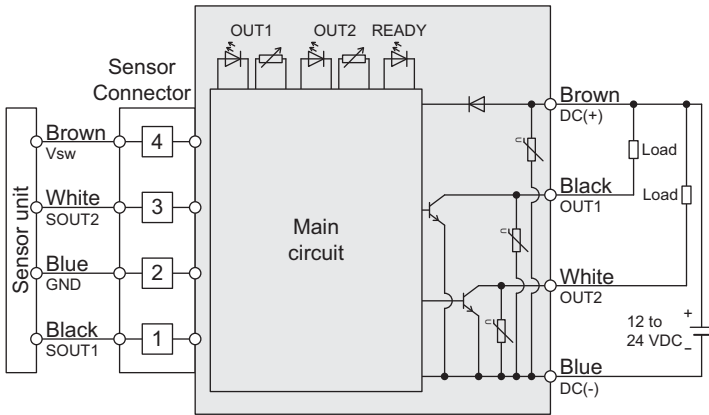 OUT1 OUT2 READY
Sensor
Connector
Brown
DC(+)
Brown
Vsw
4
Load
Sensor unit
White
SOUT2
3
Black
OUT1
Load
Main
circuit
Blue
GND
2
White
OUT2
Black
SOUT1
1
12 to
24 VDC
+
−
Blue
DC(-)